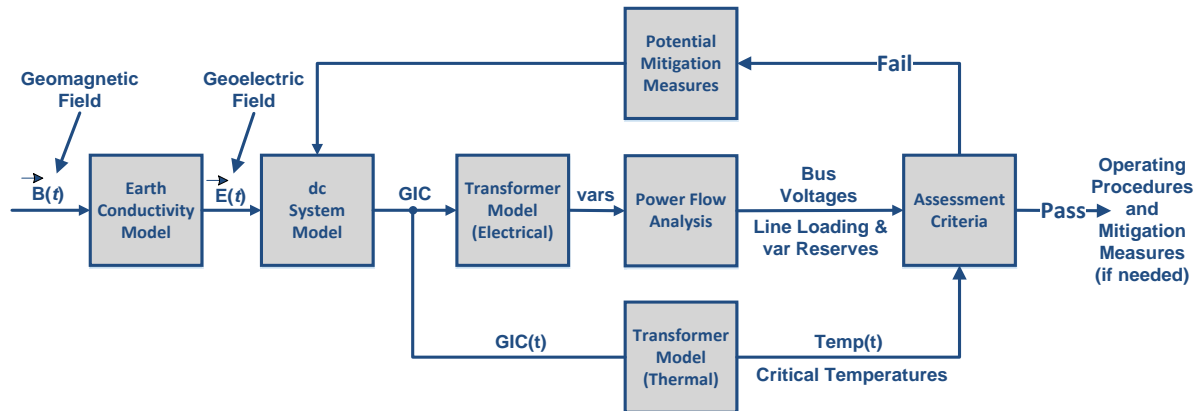 Geomagnetic
Field
B(t)
Earth
Conductivity
Model
Geoelectric
Field
E(t)
dc
System
Model
GIC
Transformer
Model
(Electrical)
vars
Power Flow
Analysis
Bus
Voltages
Line Loading &
var Reserves
Potential
Mitigation
Measures
Fail
Assessment
Criteria
Pass
Operating
Procedures
and
Mitigation
Measures
(if needed)
GIC(t)
Transformer
Model
(Thermal)
Temp(t)
Critical Temperatures